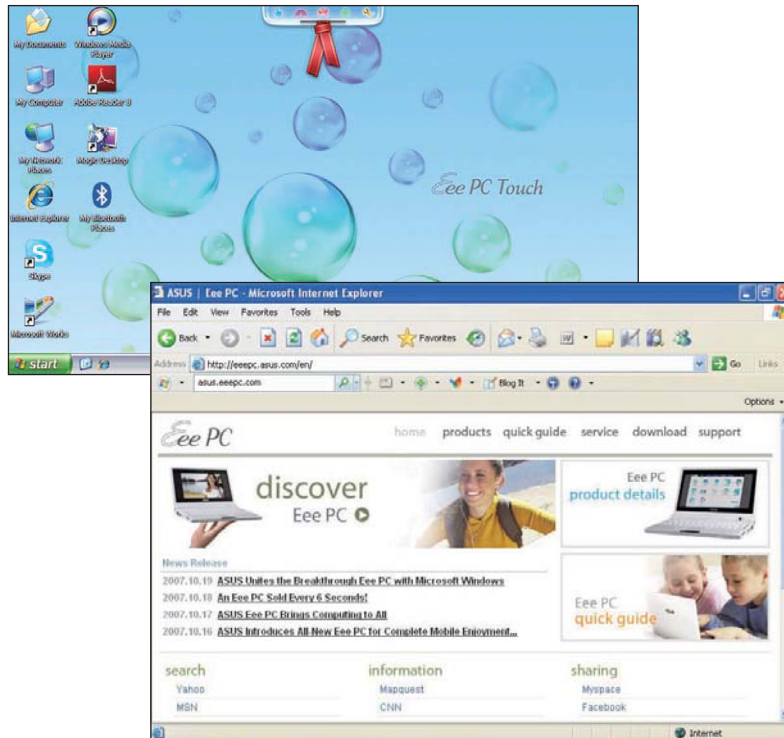 My Documents
Windows Media
Player
My Computer
Adobe Reader 8
My Network
Places
Magic Desktop
Internet Explorer
My Bluetooth
Places
Skype
Microsoft Works
start
Eee PC Touch
ASUS | Eee PC - Microsoft Internet Explorer
File Edit View Favorites Tools Help
Back Search Favorites
Address http://eeepc.asus.com/en/ Go Links
asus.eeepc.com Blog It
Options
Eee PC
home products quick guide service download support
discover
Eee PC
Eee PC
product details
News Release
2007.10.19 ASUS Unites the Breakthrough Eee PC with Microsoft Windows
2007.10.18 An Eee PC Sold Every 6 Seconds!
2007.10.17 ASUS Eee PC Brings Computing to All
2007.10.16 ASUS Introduces All-New Eee PC for Complete Mobile Enjoyment...
Eee PC
quick guide
search information sharing
Yahoo Mapquest Myspace
MSN CNN Facebook
Internet